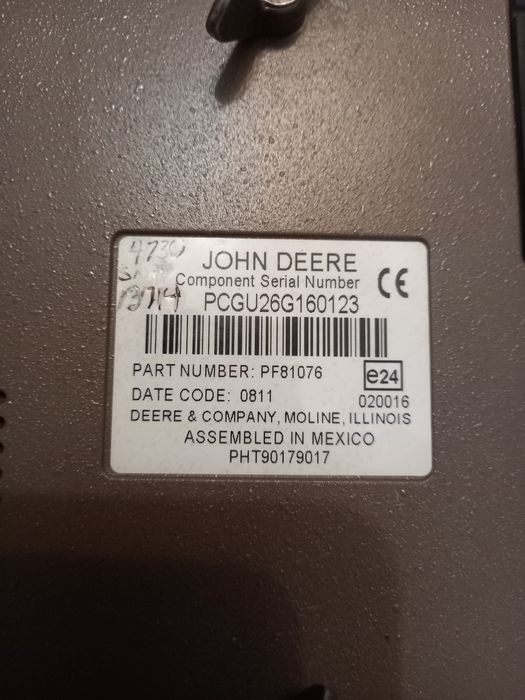 4730
JOHN DEERE
Component Serial Number
CE
PCGU26G160123
PART NUMBER: PF81076
e24
DATE CODE: 0811
020016
DEERE & COMPANY, MOLINE, ILLINOIS
ASSEMBLED IN MEXICO
PHT90179017